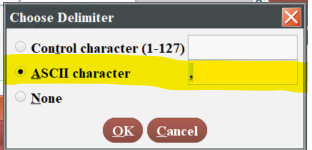 Choose Delimiter
Control character (1-127)
ASCII character
,
None
OK Cancel